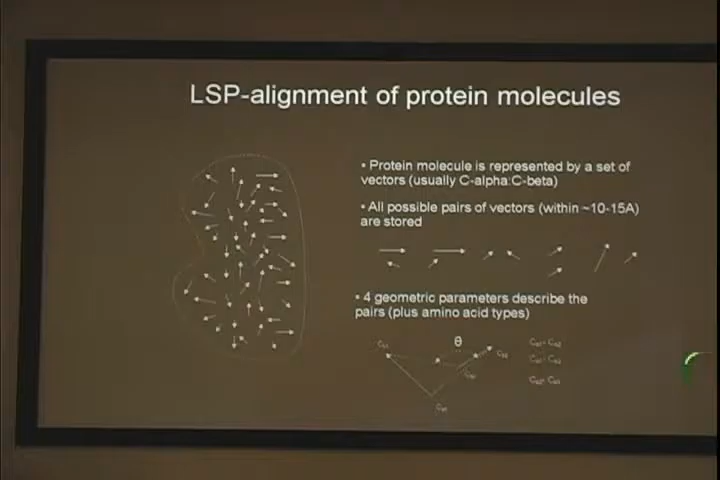 LSP-alignment of protein molecules
• Protein molecule is represented by a set of
vectors (usually C-alpha:C-beta)
• All possible pairs of vectors (within ~10-15A)
are stored
• 4 geometric parameters describe the
pairs (plus amino acid types)
θ